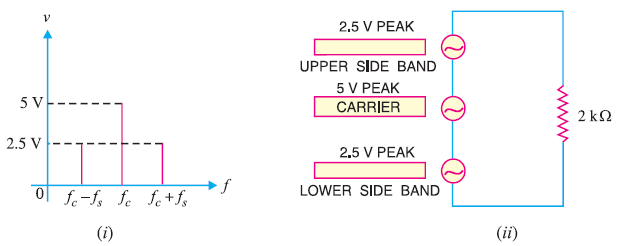 v
5 V
2.5 V
0
f_c – f_s
f_c
f_c + f_s
f
(i)
2.5 V PEAK
UPPER SIDE BAND
5 V PEAK
CARRIER
2.5 V PEAK
LOWER SIDE BAND
2 kΩ
(ii)